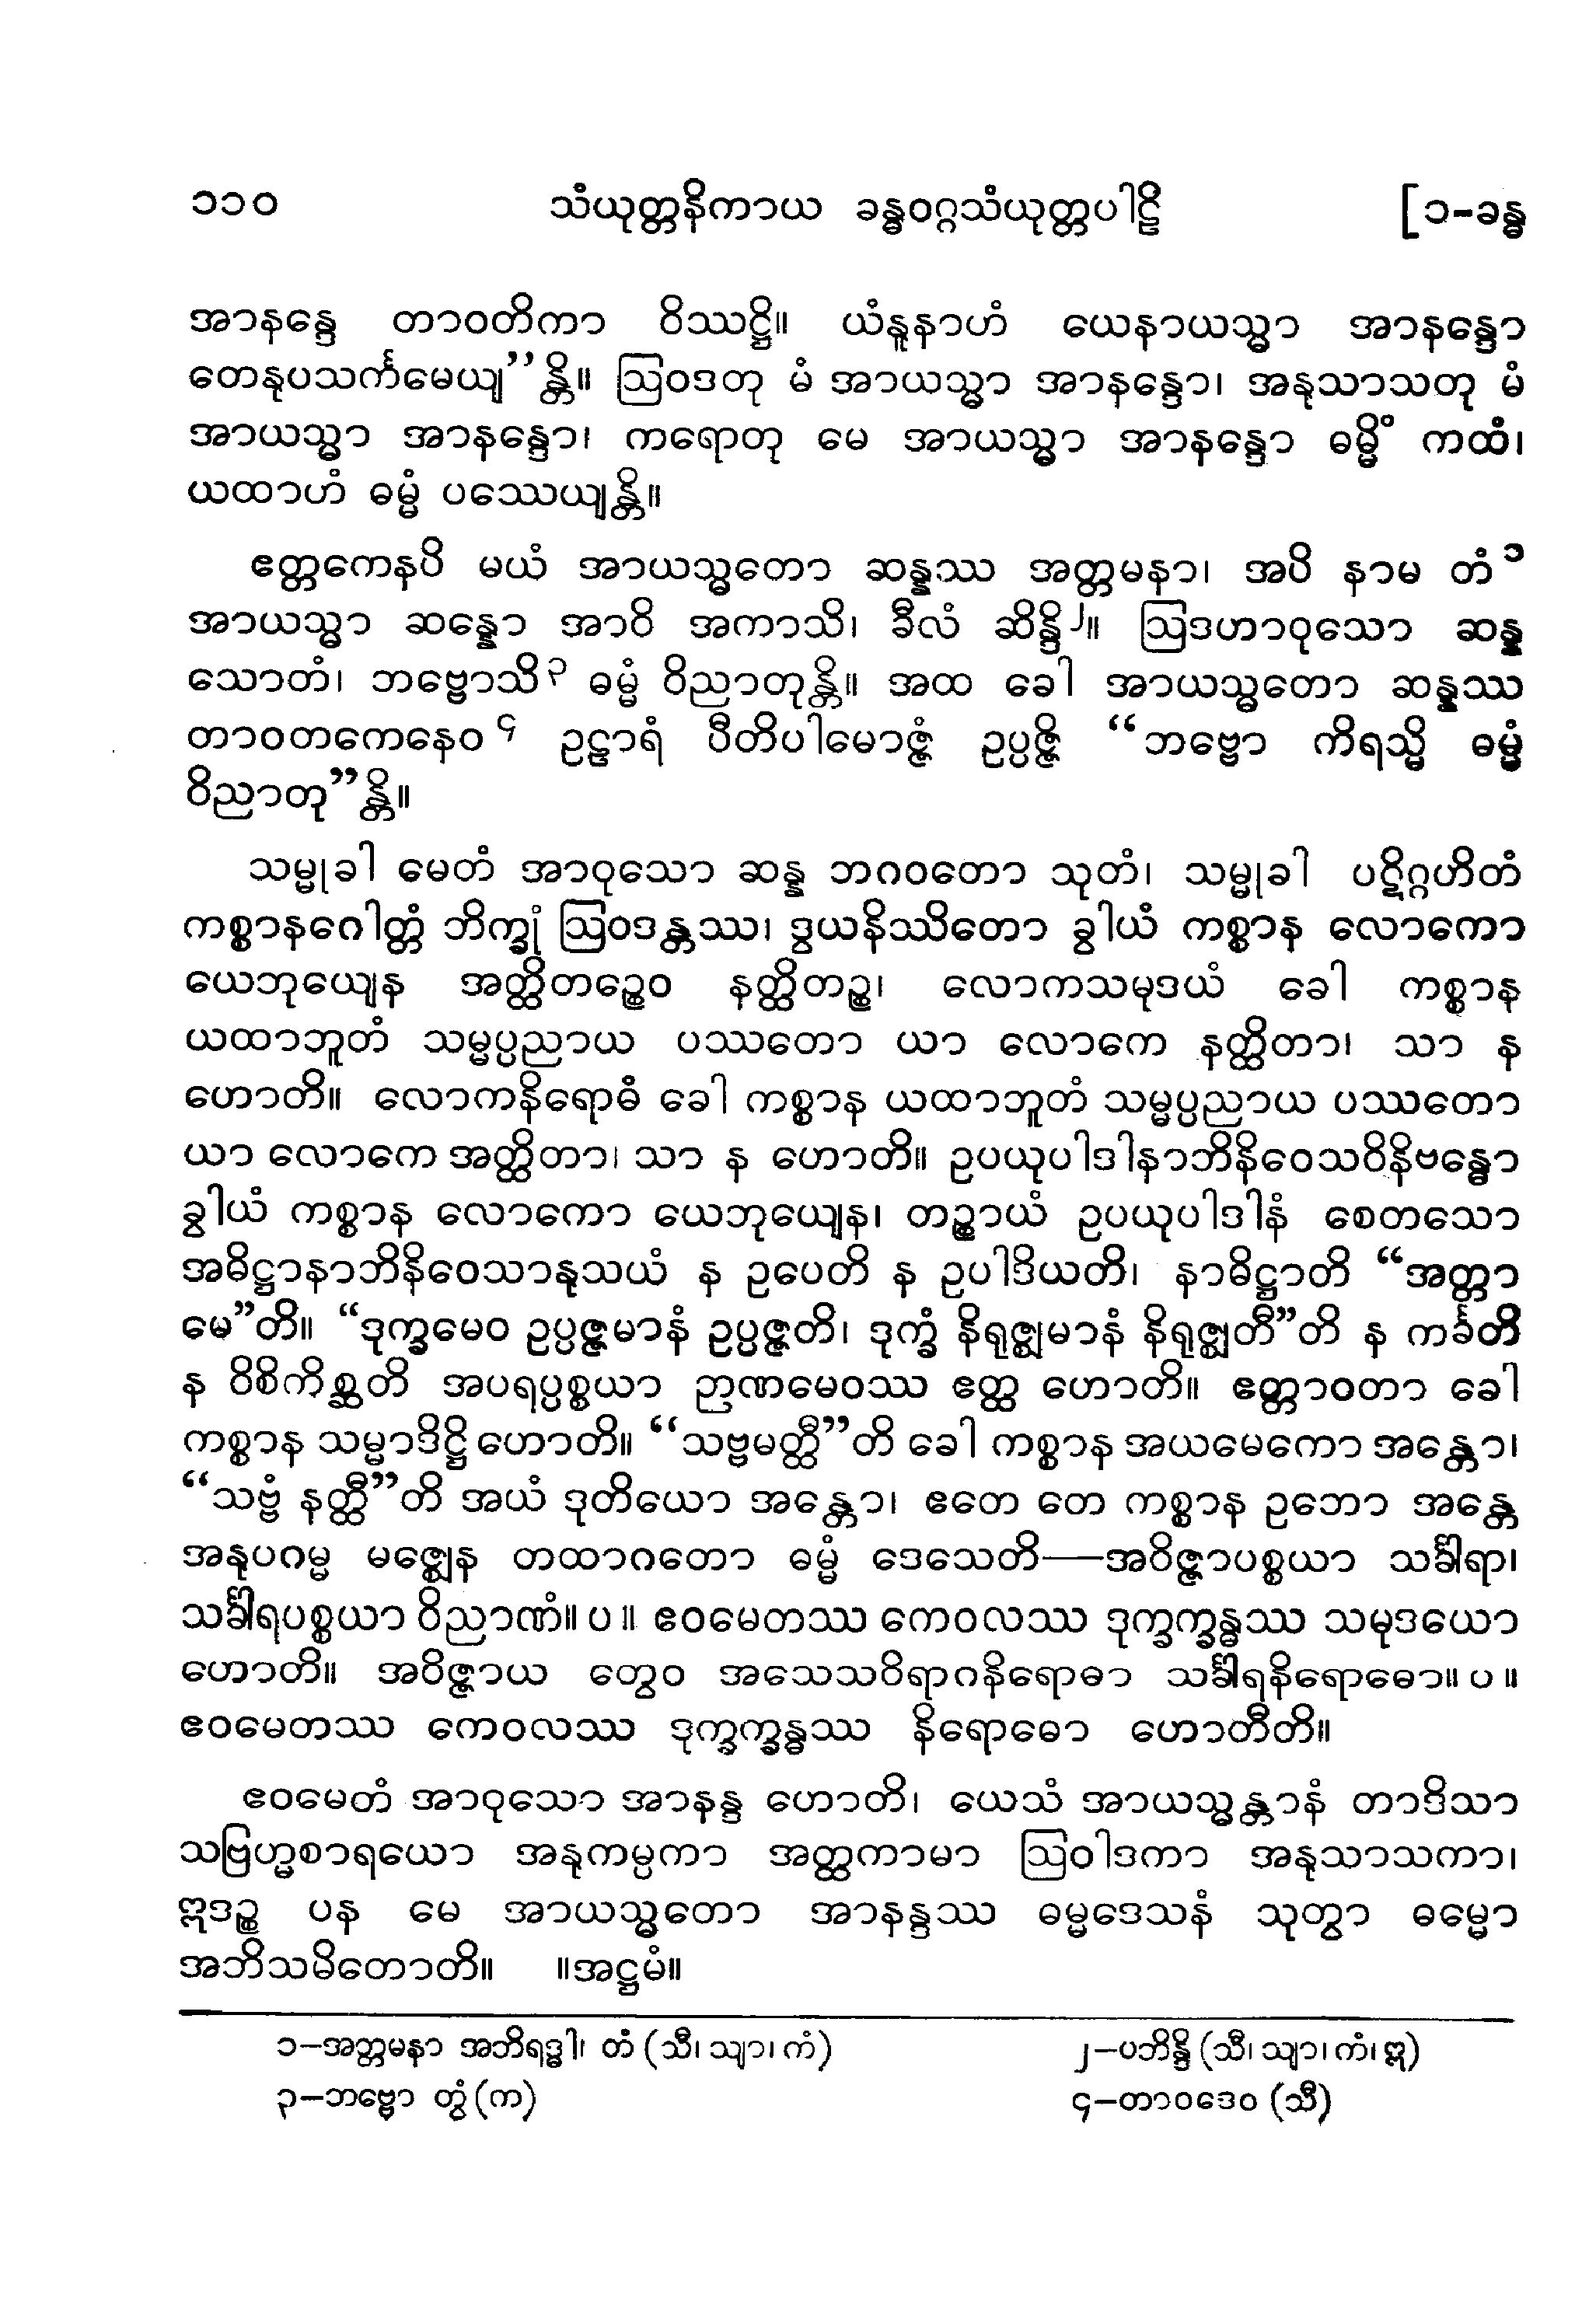 ၁၁၀ သံယုတ္တနိကာယ ခန္ဓဝဂ္ဂသံယုတ္တပါဠိ [၁-ခန္ဓ
အာနန္ဒေ တာဝတိကာ ဝိဿဋ္ဌိ။ ယံနူနာဟံ ယေနာယသ္မာ အာနန္ဒော
တေနုပသင်္ကမေယျ”န္တိ။ ဩဝဒတု မံ အာယသ္မာ အာနန္ဒော၊ အနုသာသတု မံ
အာယသ္မာ အာနန္ဒော၊ ကရောတု မေ အာယသ္မာ အာနန္ဒော ဓမ္မိံ ကထံ၊
ယထာဟံ ဓမ္မံ ပဿေယျန္တိ။
ဧတ္တကေနပိ မယံ အာယသ္မတော ဆန္နဿ အတ္တမနာ၊ အပိ နာမ တံ ၁
အာယသ္မာ ဆန္နော အာဝိ အကာသိ၊ ခီလံ ဆိန္ဒိ ၂။ ဩဒဟာဝုသော ဆန္န
သောတံ၊ ဘဗ္ဗောသိ ၃ ဓမ္မံ ဝိညာတုန္တိ။ အထ ခေါ အာယသ္မတော ဆန္နဿ
တာဝတကေနေဝ ၄ ဥဠာရံ ပီတိပါမောဇ္ဇံ ဥပ္ပဇ္ဇိ “ဘဗ္ဗော ကိရသ္မိ ဓမ္မံ
ဝိညာတု”န္တိ။
သမ္မုခါ မေတံ အာဝုသော ဆန္န ဘဂဝတော သုတံ၊ သမ္မုခါ ပဋိဂ္ဂဟိတံ
ကစ္စာနဂေါတ္တံ ဘိက္ခုံ ဩဝဒန္တဿ၊ ဒွယနိဿိတော ခွါယံ ကစ္စာန လောကော
ယေဘုယျေန အတ္ထိတဉ္စေဝ နတ္ထိတဉ္စ၊ လောကသမုဒယံ ခေါ ကစ္စာန
ယထာဘူတံ သမ္မပ္ပညာယ ပဿတော ယာ လောကေ နတ္ထိတာ၊ သာ န
ဟောတိ။ လောကနိရောဓံ ခေါ ကစ္စာန ယထာဘူတံ သမ္မပ္ပညာယ ပဿတော
ယာ လောကေ အတ္ထိတာ၊ သာ န ဟောတိ။ ဥပယုပါဒါနာဘိနိဝေသဝိနိဗန္ဓော
ခွါယံ ကစ္စာန လောကော ယေဘုယျေန၊ တဉ္စာယံ ဥပယုပါဒါနံ စေတသော
အဓိဋ္ဌာနာဘိနိဝေသာနုသယံ န ဥပေတိ န ဥပါဒိယတိ၊ နာဓိဋ္ဌာတိ “အတ္တာ
မေ”တိ။ “ဒုက္ခမေဝ ဥပ္ပဇ္ဇမာနံ ဥပ္ပဇ္ဇတိ၊ ဒုက္ခံ နိရုဇ္ဈမာနံ နိရုဇ္ဈတီ”တိ န ကင်္ခတိ
န ဝိစိကိစ္ဆတိ အပရပ္ပစ္စယာ ဉာဏမေဝဿ ဧတ္ထ ဟောတိ။ ဧတ္တာဝတာ ခေါ
ကစ္စာန သမ္မာဒိဋ္ဌိ ဟောတိ။ “သဗ္ဗမတ္ထီ”တိ ခေါ ကစ္စာန အယမေကော အန္တော၊
“သဗ္ဗံ နတ္ထီ”တိ အယံ ဒုတိယော အန္တော၊ ဧတေ တေ ကစ္စာန ဥဘော အန္တေ
အနုပဂမ္မ မဇ္ဈေန တထာဂတော ဓမ္မံ ဒေသေတိ—အဝိဇ္ဇာပစ္စယာ သင်္ခါရာ၊
သင်္ခါရပစ္စယာ ဝိညာဏံ။ ပ ။ ဧဝမေတဿ ကေဝလဿ ဒုက္ခက္ခန္ဓဿ သမုဒယော
ဟောတိ။ အဝိဇ္ဇာယ တွေဝ အသေသဝိရာဂနိရောဓာ သင်္ခါရနိရောဓော။ ပ ။
ဧဝမေတဿ ကေဝလဿ ဒုက္ခက္ခန္ဓဿ နိရောဓော ဟောတီတိ။
ဧဝမေတံ အာဝုသော အာနန္ဒ ဟောတိ၊ ယေသံ အာယသ္မန္တာနံ တာဒိသာ
သဗြဟ္မစာရယော အနုကမ္ပကာ အတ္ထကာမာ ဩဝါဒကာ အနုသာသကာ၊
ဣဒဉ္စ ပန မေ အာယသ္မတော အာနန္ဒဿ ဓမ္မဒေသနံ သုတွာ ဓမ္မော
အဘိသမိတောတိ။ ။အဋ္ဌမံ။
၁–အတ္တမနာ အဘိရဒ္ဓါ၊ တံ (သီ၊ သျာ၊ ကံ) ၂–ပဘိန္ဒိ (သီ၊ သျာ၊ ကံ၊ ဣ)
၃–ဘဗ္ဗော တွံ (က) ၄–တာဝဒေဝ (သီ)